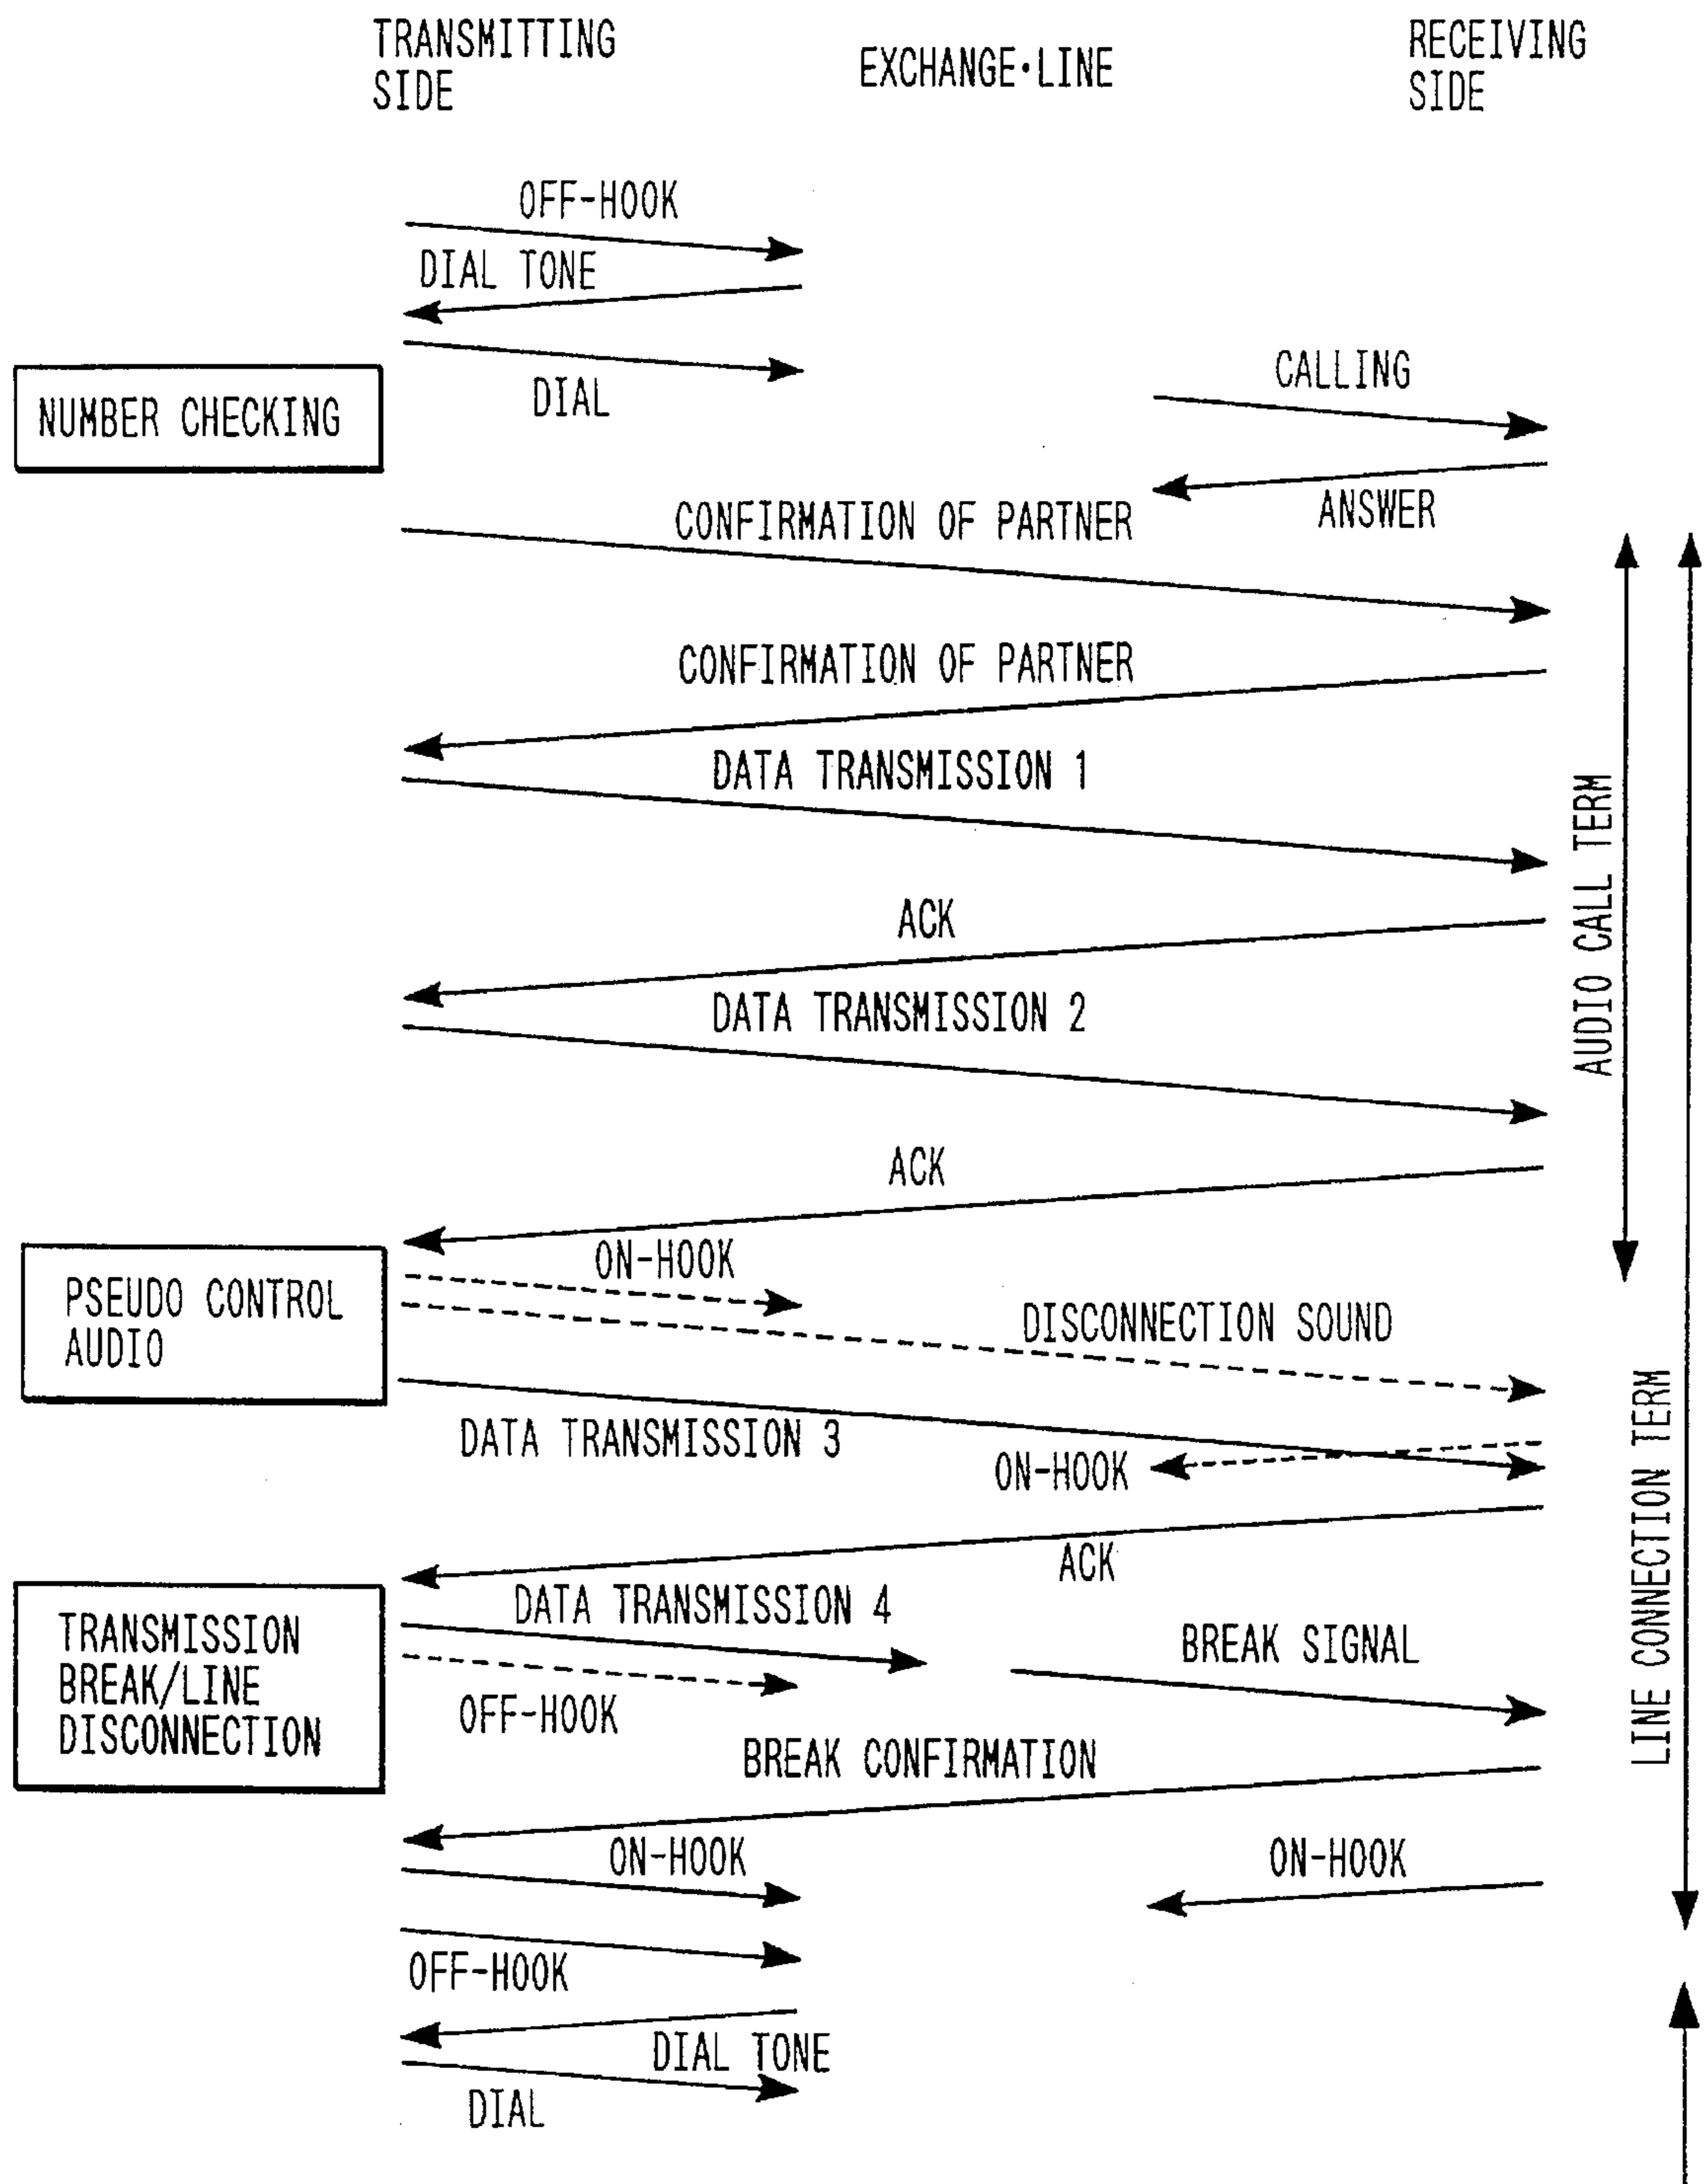 TRANSMITTING
SIDE
EXCHANGE·LINE
RECEIVING
SIDE
OFF-HOOK
DIAL TONE
DIAL
NUMBER CHECKING
CALLING
ANSWER
CONFIRMATION OF PARTNER
CONFIRMATION OF PARTNER
DATA TRANSMISSION 1
ACK
DATA TRANSMISSION 2
AUDIO CALL TERM
ACK
ON-HOOK
PSEUDO CONTROL
AUDIO
DISCONNECTION SOUND
DATA TRANSMISSION 3
ON-HOOK
ACK
LINE CONNECTION TERM
TRANSMISSION
BREAK/LINE
DISCONNECTION
DATA TRANSMISSION 4
OFF-HOOK
BREAK SIGNAL
BREAK CONFIRMATION
ON-HOOK
ON-HOOK
OFF-HOOK
DIAL TONE
DIAL